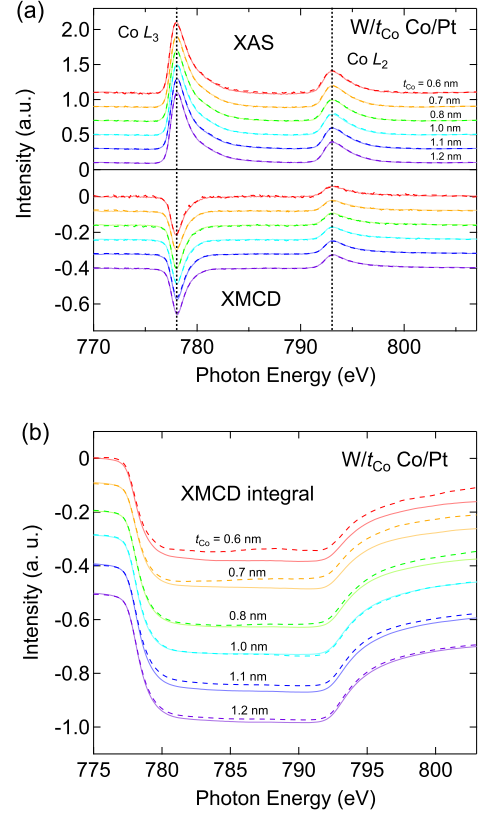 (a)
Co L3
XAS
W/tCo Co/Pt
Co L2
tCo = 0.6 nm
0.7 nm
0.8 nm
1.0 nm
1.1 nm
1.2 nm
2.0
1.5
1.0
0.5
0
Intensity (a.u.)
0
-0.2
-0.4
-0.6
XMCD
770
780
790
800
Photon Energy (eV)
(b)
W/tCo Co/Pt
XMCD integral
tCo = 0.6 nm
0.7 nm
0.8 nm
1.0 nm
1.1 nm
1.2 nm
0
-0.2
-0.4
-0.6
-0.8
-1.0
Intensity (a. u.)
775
780
785
790
795
800
Photon Energy (eV)